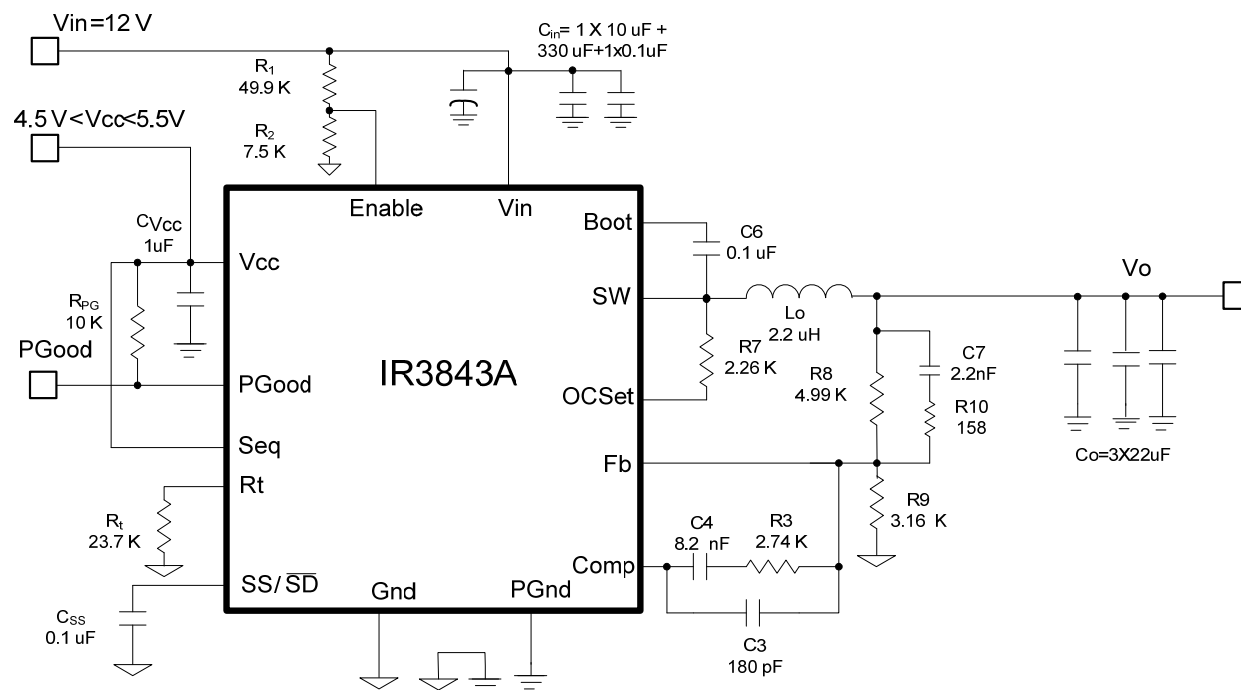 Vin=12 V
Cin= 1 X 10 uF +
330 uF+1x0.1uF
R1
49.9 K
4.5 V<Vcc<5.5V
R2
7.5 K
Enable
Vin
CVcc
1uF
Boot
C6
0.1 uF
Vcc
Vo
SW
RPG
10 K
Lo
2.2 uH
PGood
R7
2.26 K
C7
2.2nF
IR3843A
R8
4.99 K
PGood
OCSet
R10
158
Seq
Co=3X22uF
Fb
Rt
R9
3.16 K
Rt
23.7 K
C4
8.2 nF
R3
2.74 K
Comp
SS/SD
Gnd
PGnd
CSS
0.1 uF
C3
180 pF